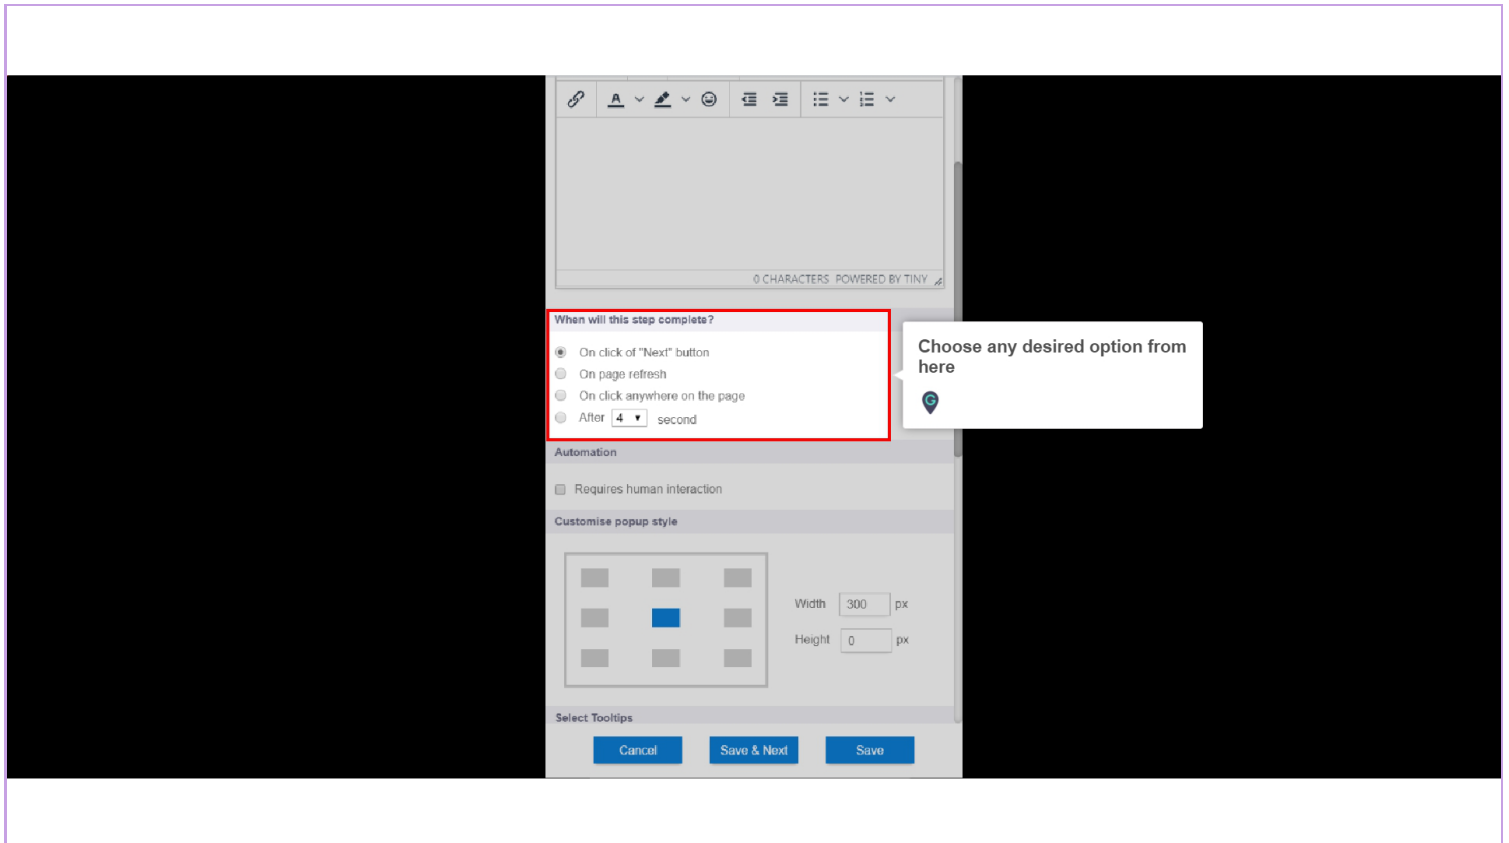 0 CHARACTERS POWERED BY TINY
When will this step complete?
On click of "Next" button
On page refresh
On click anywhere on the page
After 4 second
Choose any desired option from
here
G
Automation
Requires human interaction
Customise popup style
Width 300 px
Height 0 px
Select Tooltips
Cancel Save & Next Save